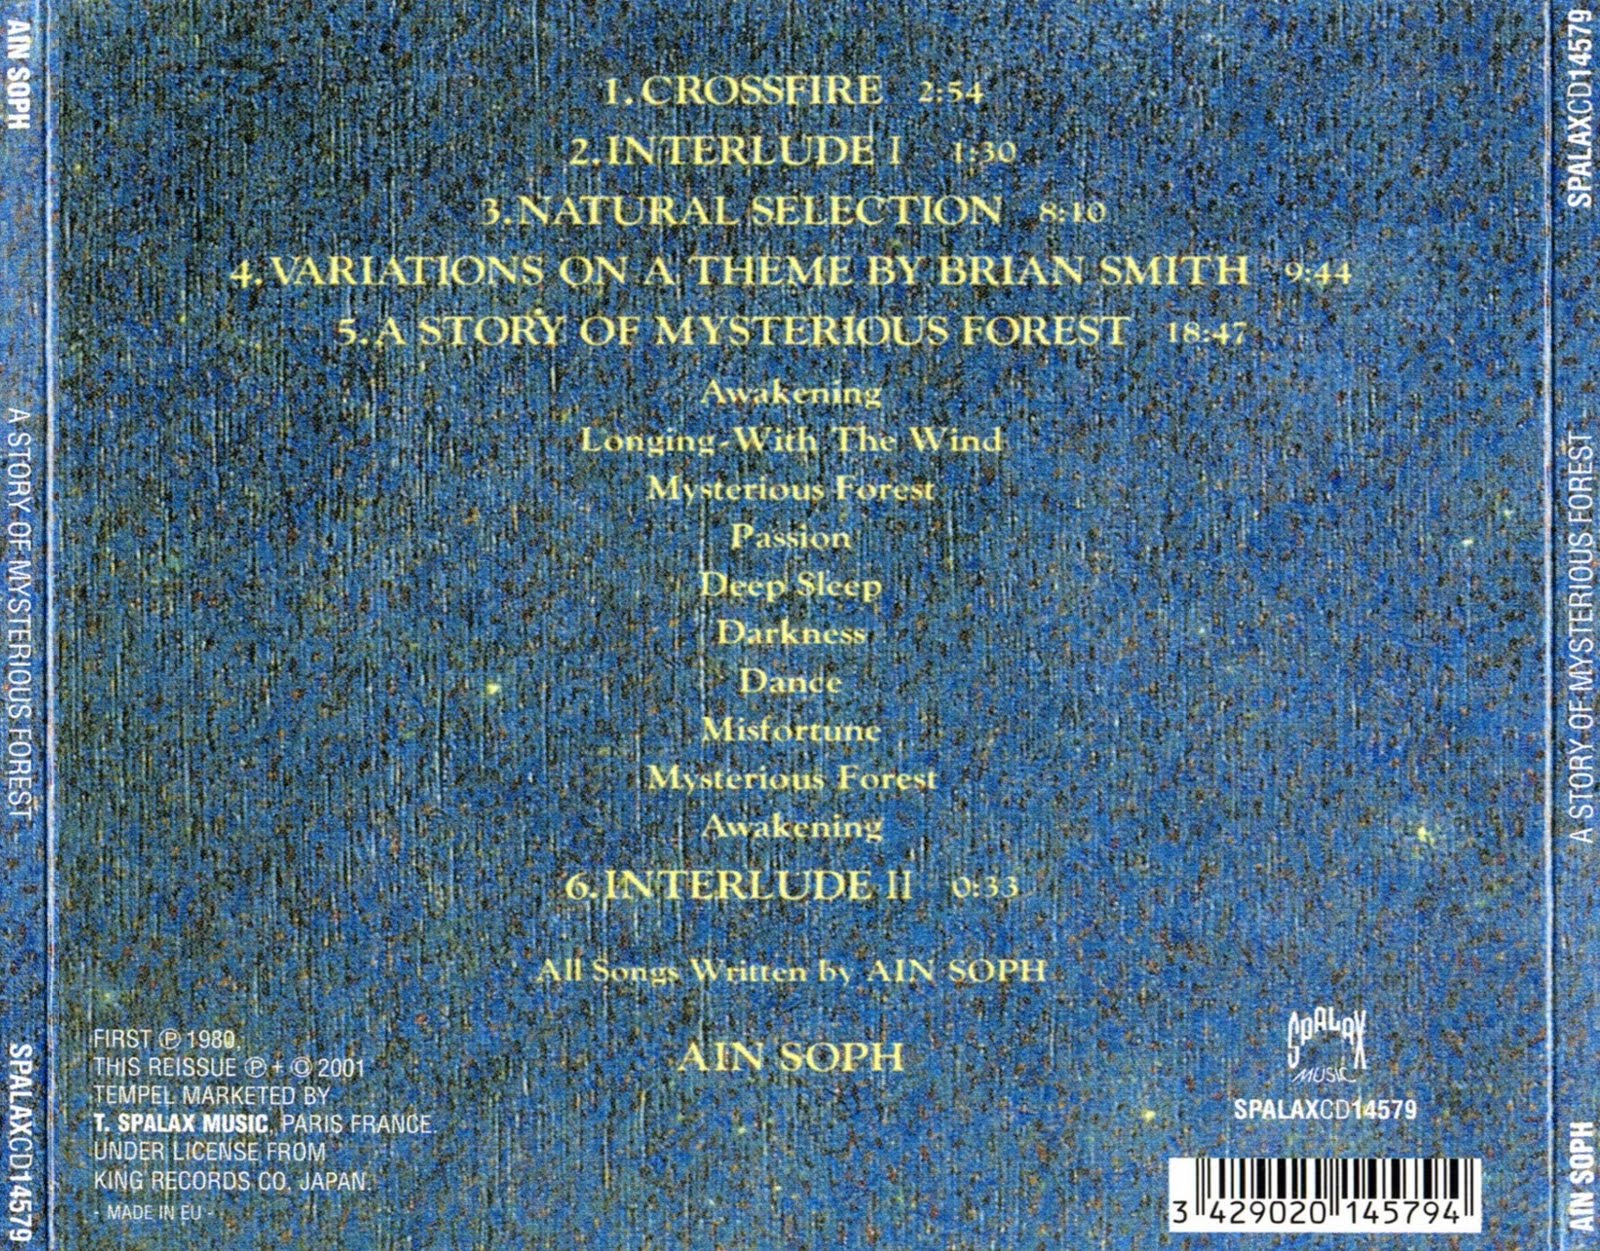 1. CROSSFIRE 2:54
2. INTERLUDE I 1:30
3. NATURAL SELECTION 8:10
4. VARIATIONS ON A THEME BY BRIAN SMITH 9:44
5. A STORY OF MYSTERIOUS FOREST 18:47
Awakening
Longing-With The Wind
Mysterious Forest
Passion
Deep Sleep
Darkness
Dance
Misfortune
Mysterious Forest
Awakening
6. INTERLUDE II 0:33
All Songs Written by AIN SOPH
AIN SOPH
FIRST ℗ 1980.
THIS REISSUE ℗ + © 2001
TEMPEL MARKETED BY
T. SPALAX MUSIC, PARIS FRANCE.
UNDER LICENSE FROM
KING RECORDS CO. JAPAN.
- MADE IN EU -
SPALAX
MUSIC
SPALAXCD14579
3 429020 145794
AIN SOPH
A STORY OF MYSTERIOUS FOREST
SPALAXCD14579
SPALAXCD14579
A STORY OF MYSTERIOUS FOREST
AIN SOPH